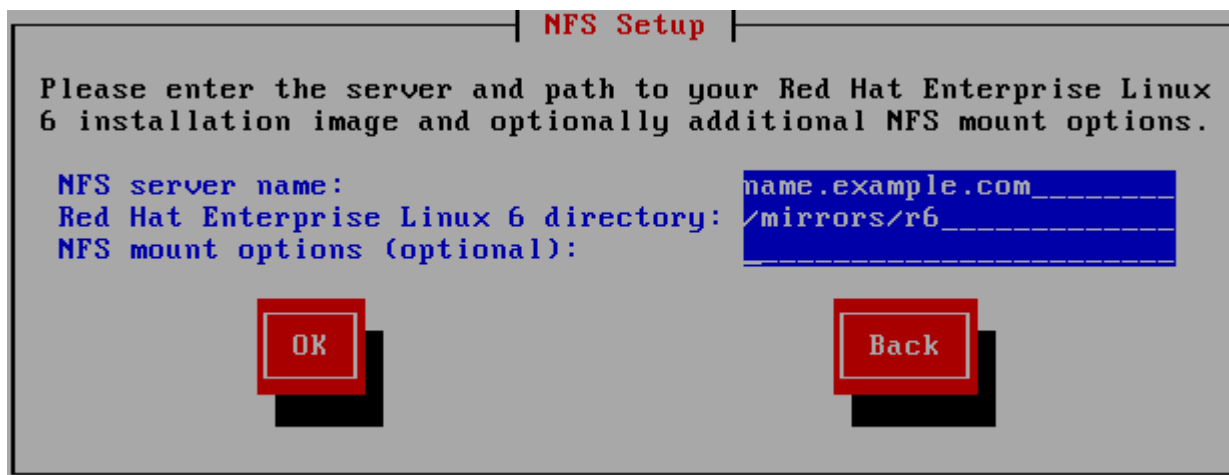 NFS Setup
Please enter the server and path to your Red Hat Enterprise Linux
6 installation image and optionally additional NFS mount options.
NFS server name: name.example.com________
Red Hat Enterprise Linux 6 directory: /mirrors/r6_____________
NFS mount options (optional): ________________________
OK Back